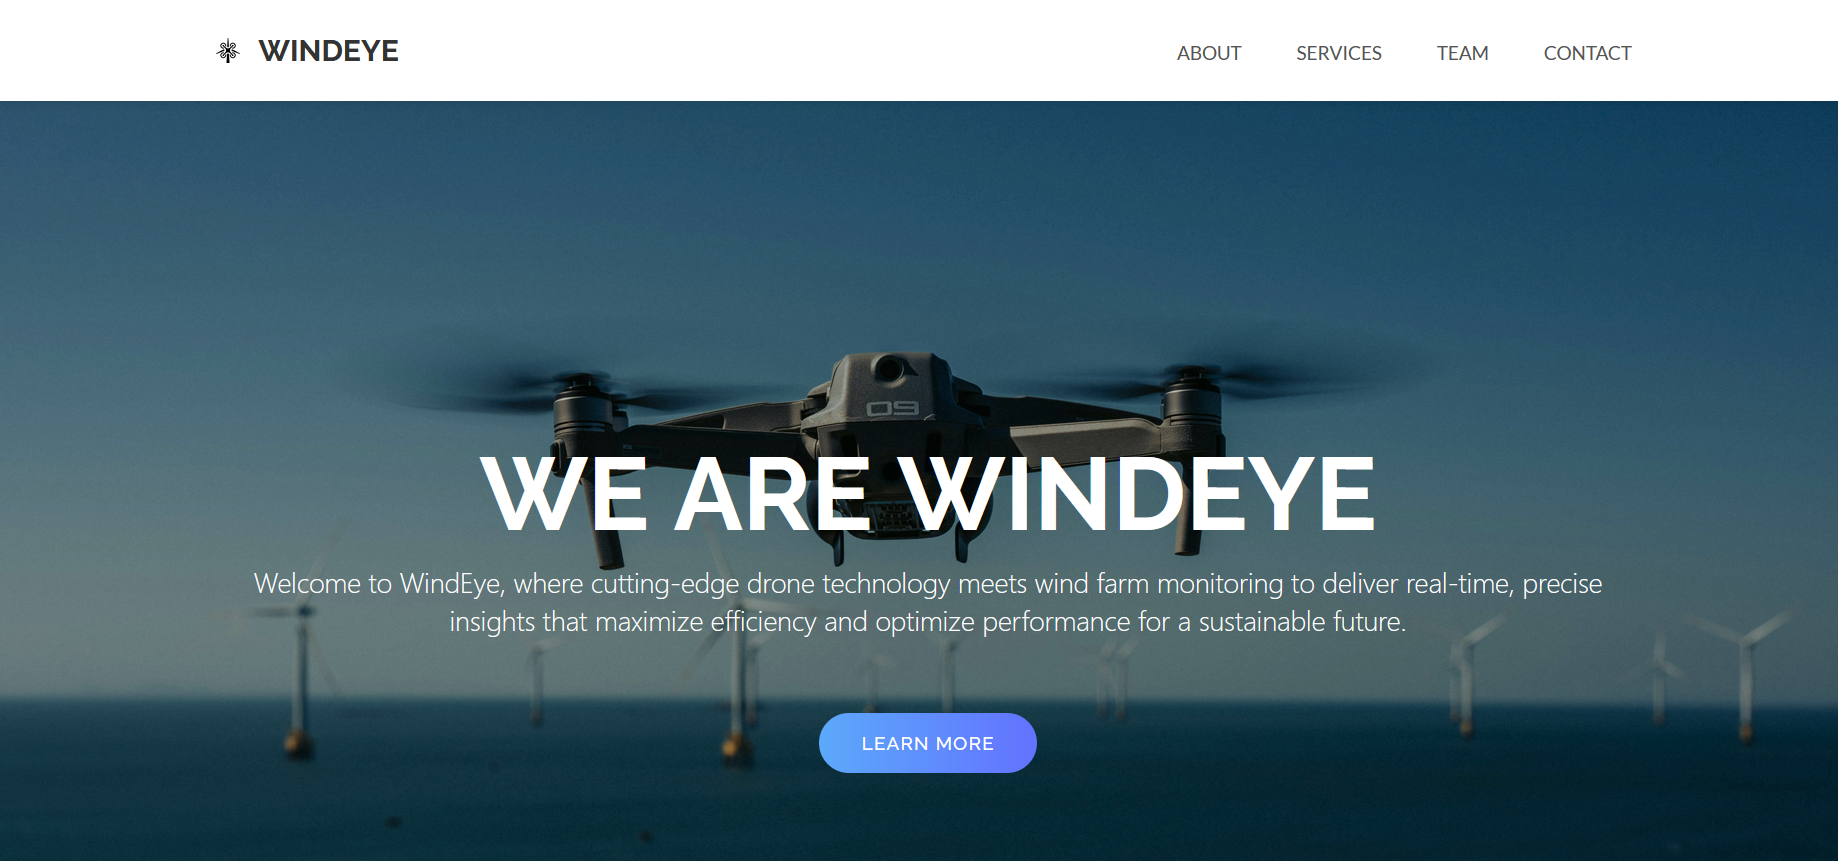 WINDEYE
ABOUT
SERVICES
TEAM
CONTACT
09
WE ARE WINDEYE
Welcome to WindEye, where cutting-edge drone technology meets wind farm monitoring to deliver real-time, precise
insights that maximize efficiency and optimize performance for a sustainable future.
LEARN MORE